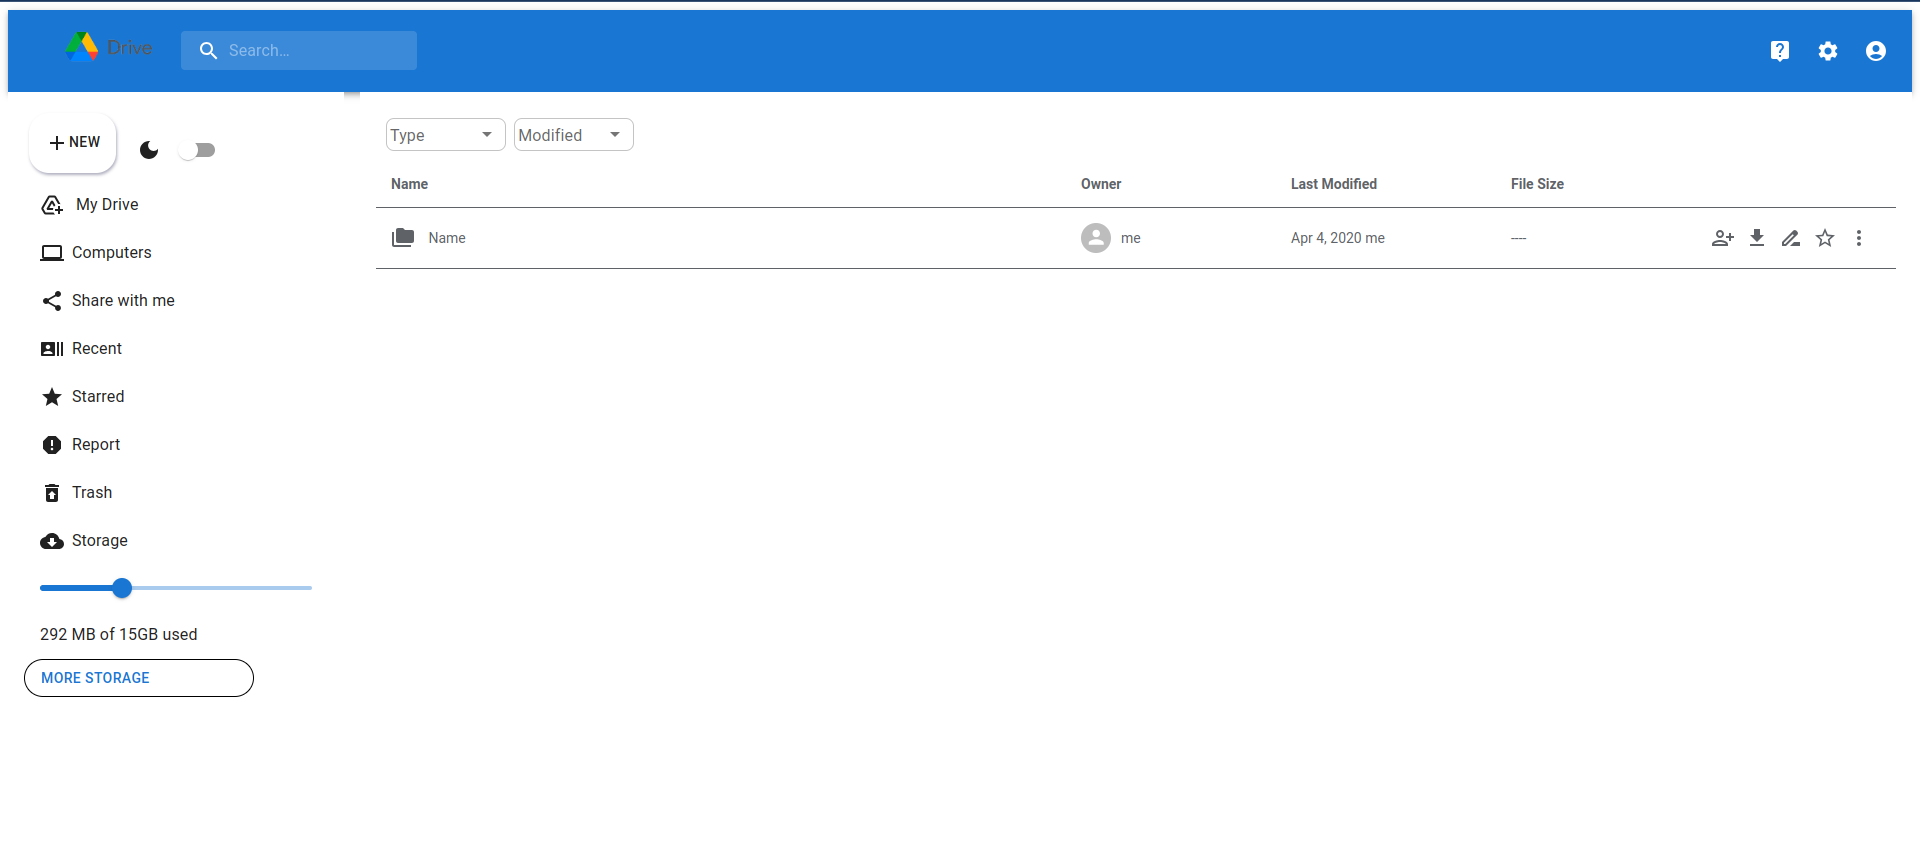 Drive
Search...
NEW
My Drive
Computers
Share with me
Recent
Starred
Report
Trash
Storage
292 MB of 15GB used
MORE STORAGE
Type Modified
Name Owner Last Modified File Size
Name me Apr 4, 2020 me ----